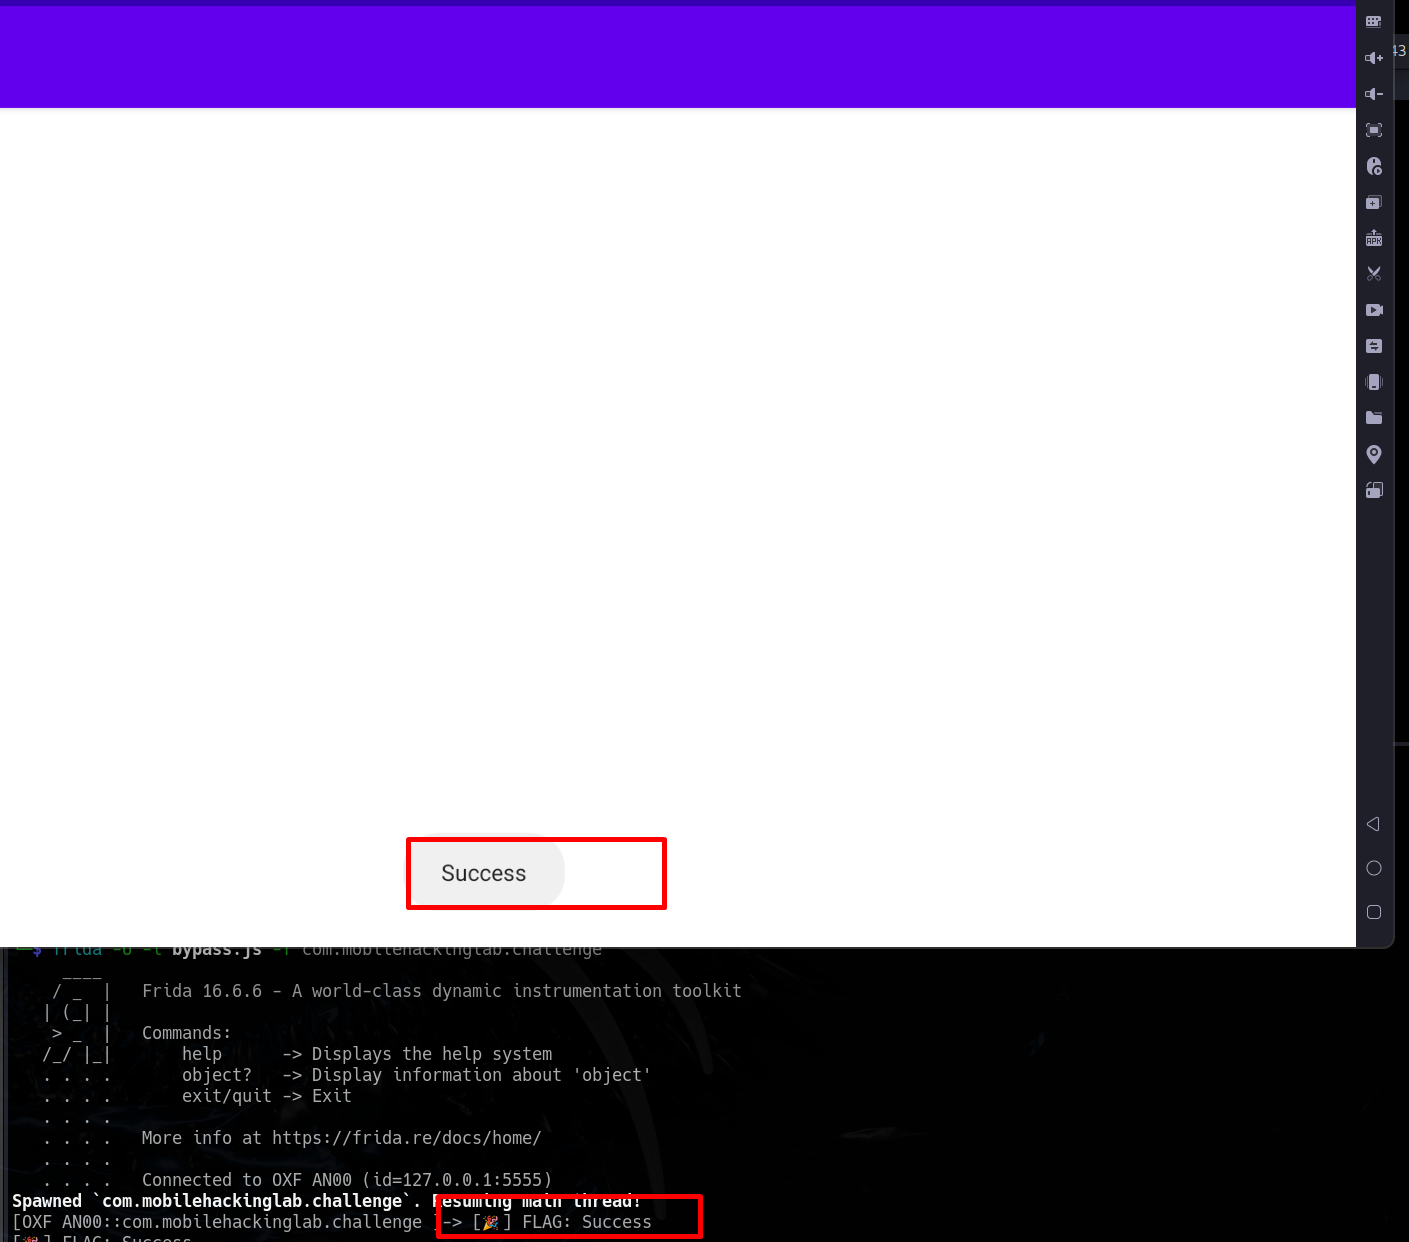 43
APK
Success
$ frida -U -l bypass.js -f com.mobilehackinglab.challenge
Frida 16.6.6 - A world-class dynamic instrumentation toolkit
Commands:
help -> Displays the help system
object? -> Display information about 'object'
exit/quit -> Exit
More info at https://frida.re/docs/home/
Connected to OXF AN00 (id=127.0.0.1:5555)
Spawned `com.mobilehackinglab.challenge`. Resuming main thread!
[OXF AN00::com.mobilehackinglab.challenge ]-> [🎉] FLAG: Success
[🎉] FLAG: Success